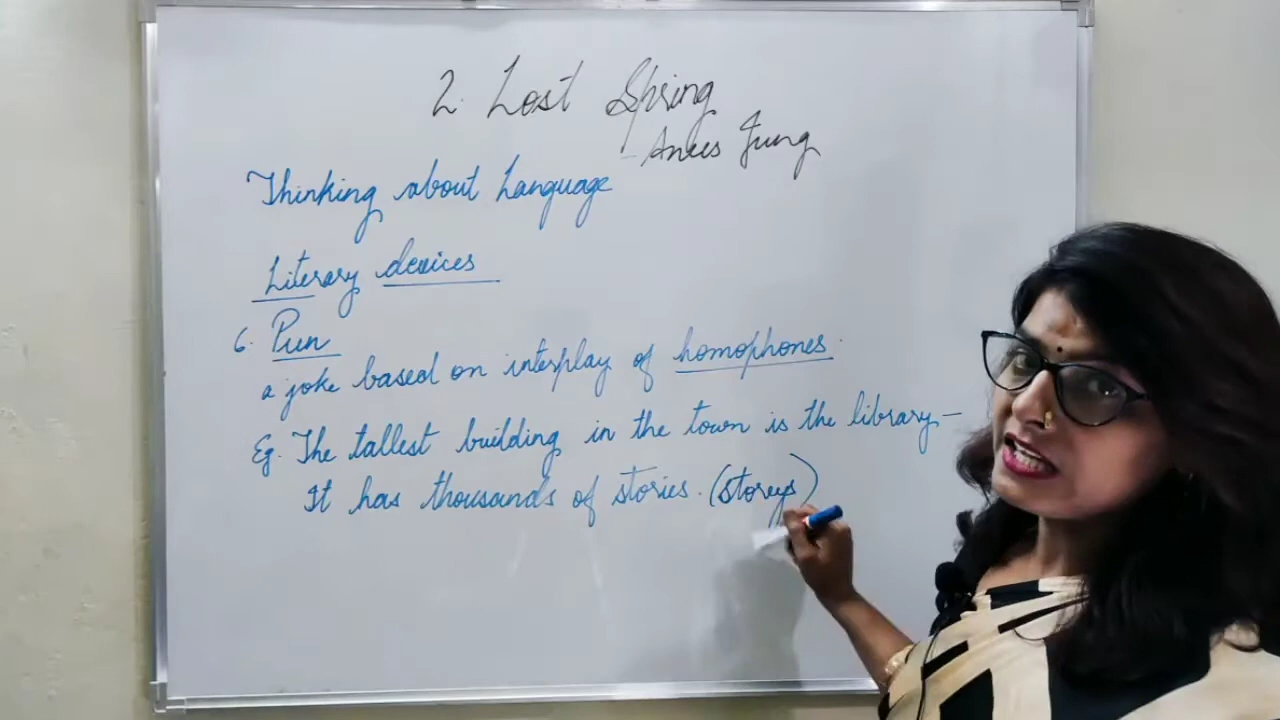 2. Lost Spring
- Anees Jung
Thinking about Language
Literary devices
6. Pun
a joke based on interplay of homophones.
Eg. The tallest building in the town is the library -
It has thousands of stories. (storeys)